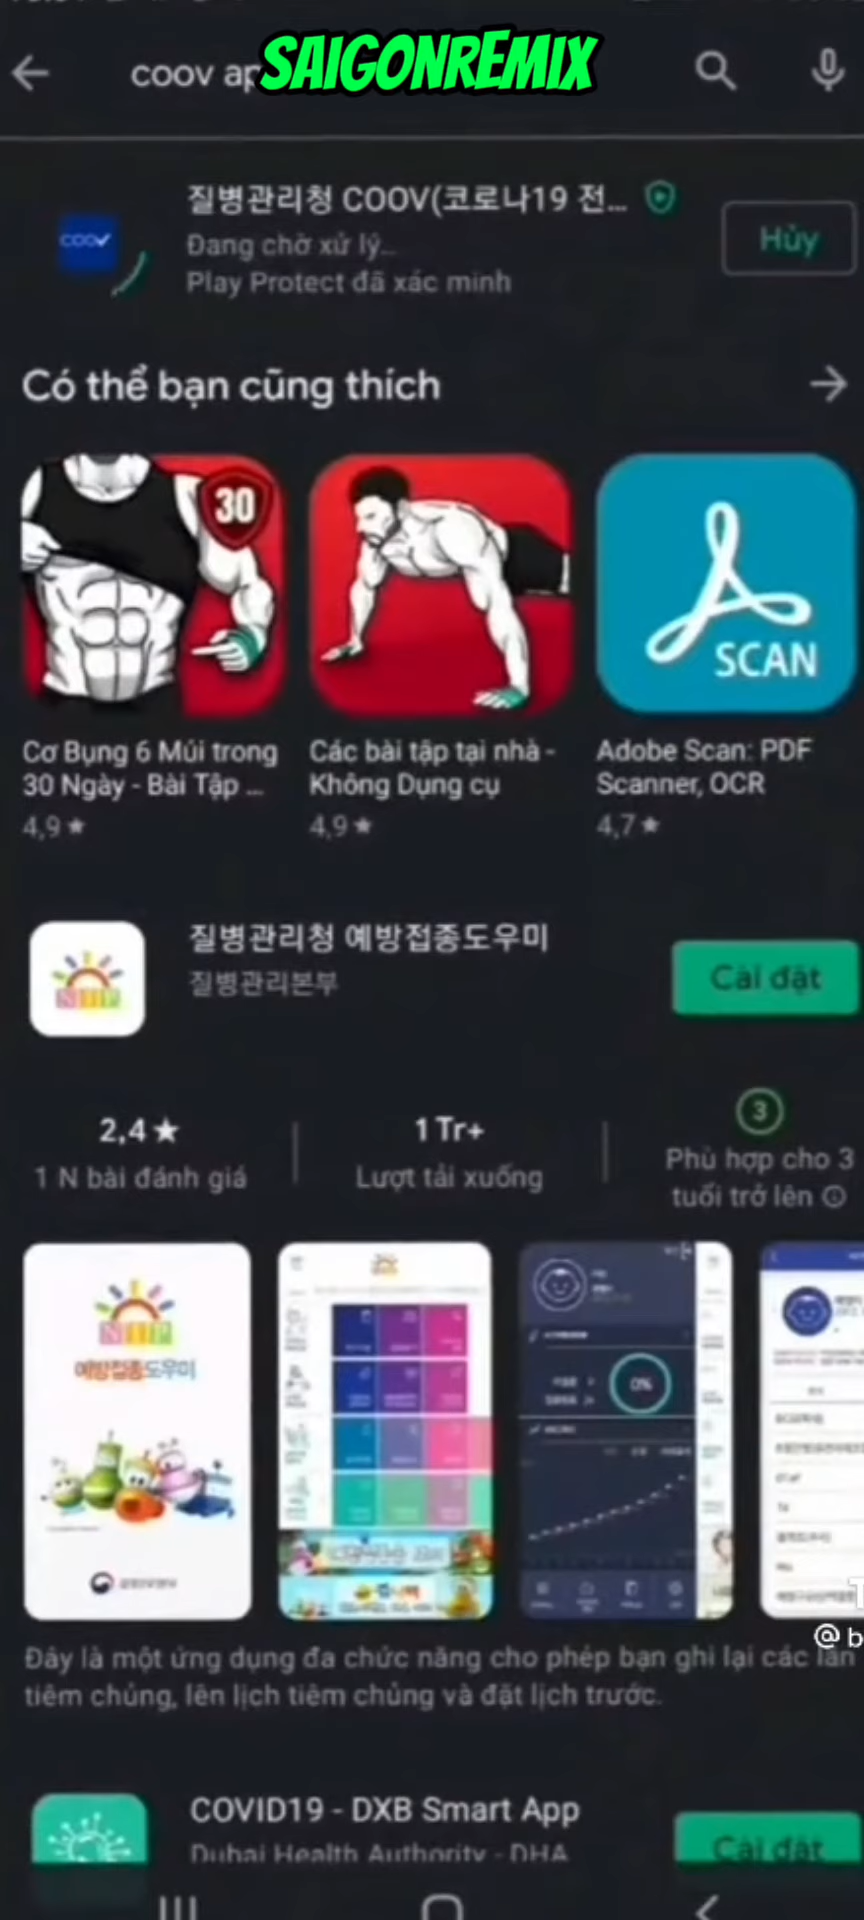 SAIGONREMIX
coov
질병관리청 COOV(코로나19 전...
COOV
Đang chờ xử lý...
Hủy
Play Protect đã xác minh
Có thể bạn cũng thích
30
SCAN
Cơ Bụng 6 Múi trong
30 Ngày - Bài Tập ...
4,9 ★
Các bài tập tại nhà -
Không Dụng cụ
4,9 ★
Adobe Scan: PDF
Scanner, OCR
4,7 ★
질병관리청 예방접종도우미
질병관리본부
Cài đặt
2,4 ★
1 N bài đánh giá
1 Tr+
Lượt tải xuống
3
Phù hợp cho 3
tuổi trở lên
NIP
예방접종도우미
0%
@ b
Đây là một ứng dụng đa chức năng cho phép bạn ghi lại các lần
tiêm chủng, lên lịch tiêm chủng và đặt lịch trước.
COVID19 - DXB Smart App
Dubai Health Authority - DHA
Cài đặt